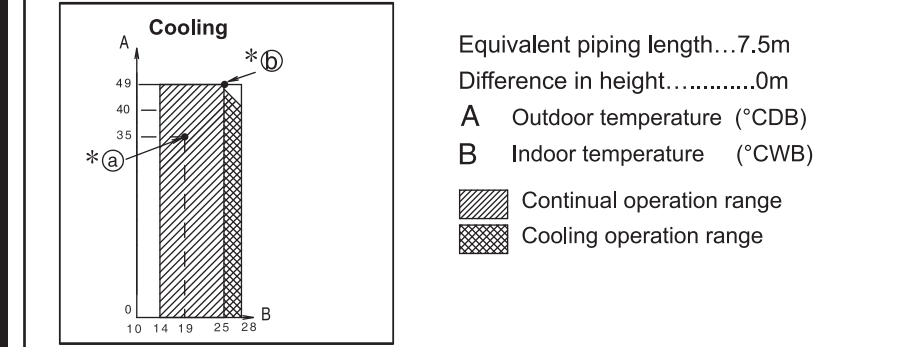 Cooling
A
*ⓑ
49
40
35
*ⓐ
0
B
10 14 19 25 28
Equivalent piping length...7.5m
Difference in height..............0m
A Outdoor temperature (°CDB)
B Indoor temperature (°CWB)
Continual operation range
Cooling operation range